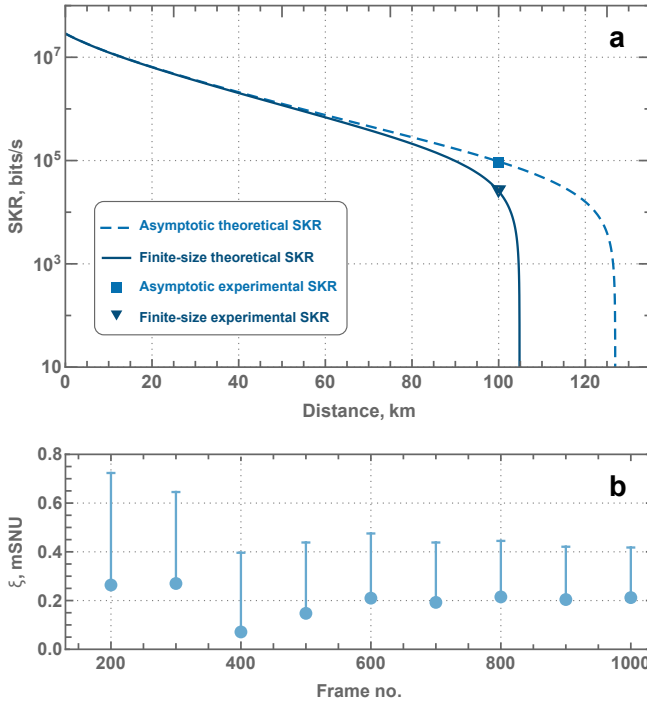 a
SKR, bits/s
10^7
10^5
10^3
10
Asymptotic theoretical SKR
Finite-size theoretical SKR
Asymptotic experimental SKR
Finite-size experimental SKR
0 20 40 60 80 100 120
Distance, km
b
ξ, mSNU
0.8
0.6
0.4
0.2
0.0
200 400 600 800 1000
Frame no.